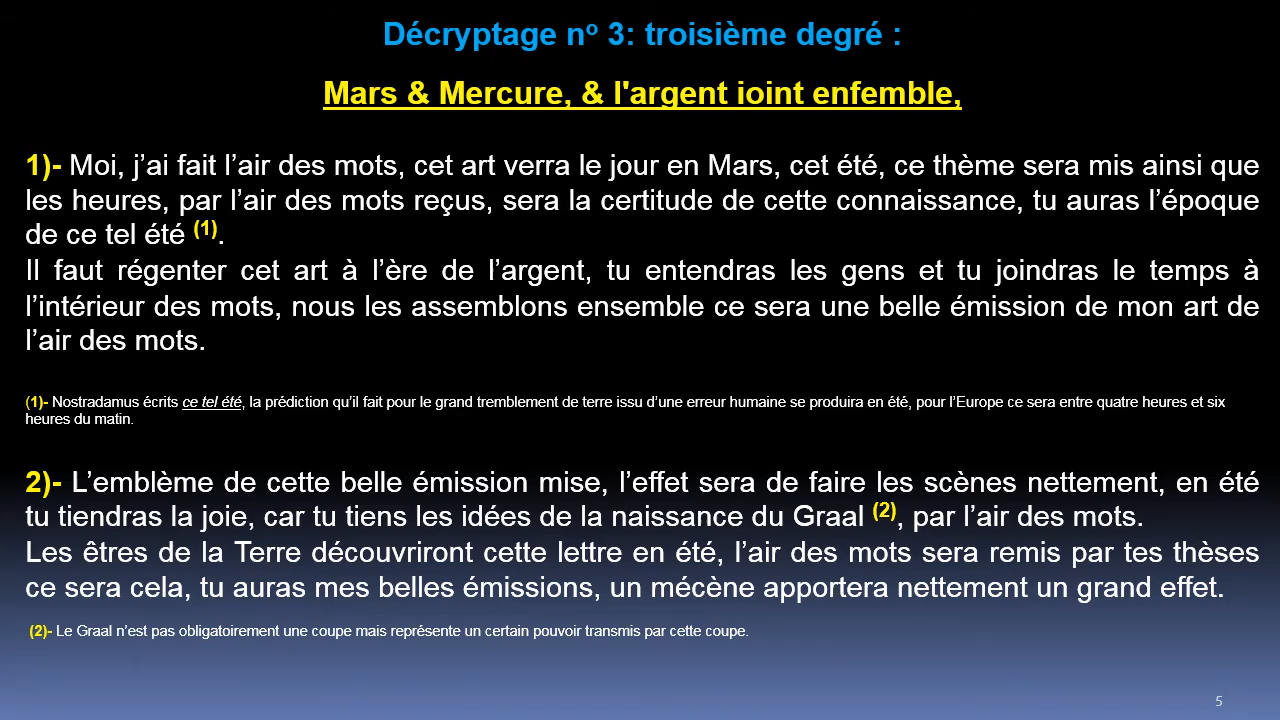 Décryptage nº 3: troisième degré :
Mars & Mercure, & l'argent ioint enfemble,
1)- Moi, j’ai fait l’air des mots, cet art verra le jour en Mars, cet été, ce thème sera mis ainsi que
les heures, par l’air des mots reçus, sera la certitude de cette connaissance, tu auras l’époque
de ce tel été (1).
Il faut régenter cet art à l’ère de l’argent, tu entendras les gens et tu joindras le temps à
l’intérieur des mots, nous les assemblons ensemble ce sera une belle émission de mon art de
l’air des mots.
(1)- Nostradamus écrits ce tel été, la prédiction qu’il fait pour le grand tremblement de terre issu d’une erreur humaine se produira en été, pour l’Europe ce sera entre quatre heures et six
heures du matin.
2)- L’emblème de cette belle émission mise, l’effet sera de faire les scènes nettement, en été
tu tiendras la joie, car tu tiens les idées de la naissance du Graal (2), par l’air des mots.
Les êtres de la Terre découvriront cette lettre en été, l’air des mots sera remis par tes thèses
ce sera cela, tu auras mes belles émissions, un mécène apportera nettement un grand effet.
(2)- Le Graal n’est pas obligatoirement une coupe mais représente un certain pouvoir transmis par cette coupe.
5